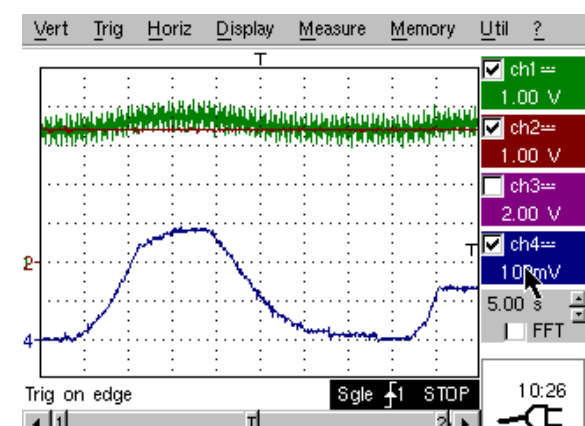 Vert Trig Horiz Display Measure Memory Util ?
T
ch1
1.00 V
ch2
1.00 V
ch3
2.00 V
T
ch4
2-
5.00 s
4-
FFT
Trig on edge
Sgle 1 STOP
10:26
1 T 2